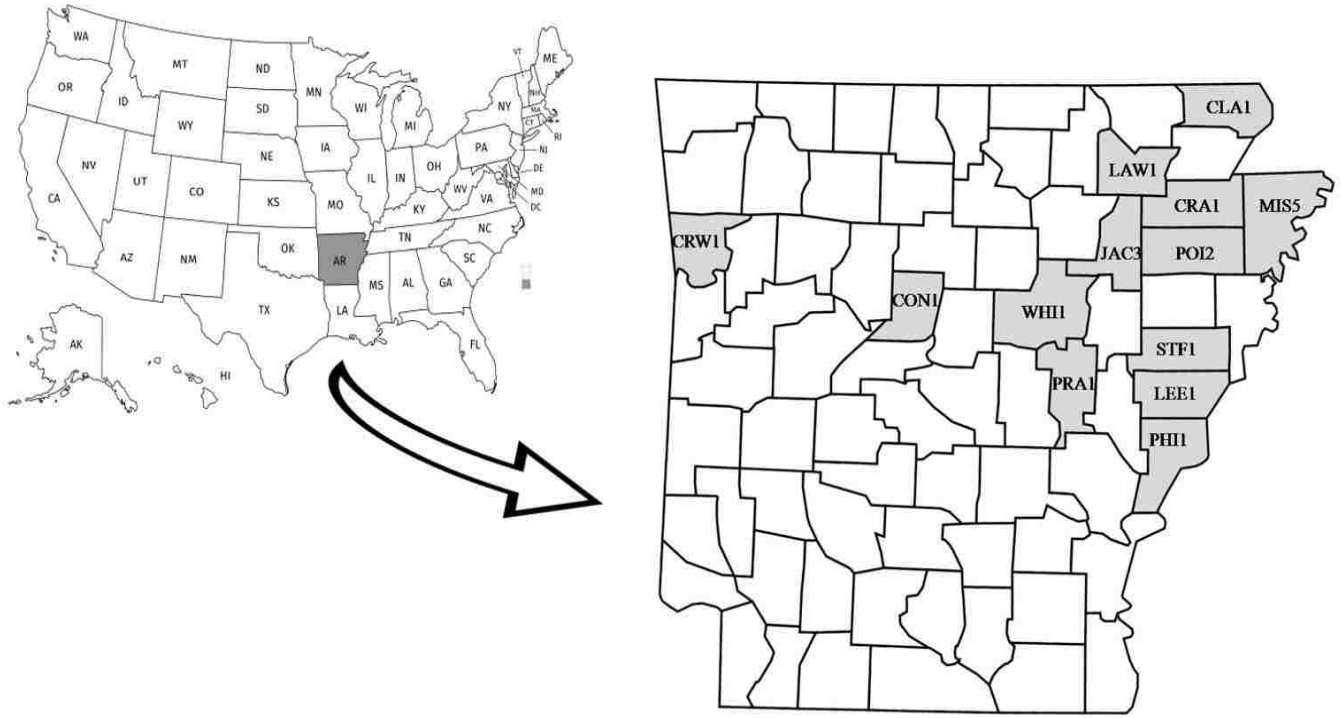 WA
MT
ND
MN
VT
ME
OR
ID
SD
WI
NY
NH
MA
CT
RI
WY
MI
NV
NE
IA
PA
NJ
UT
CO
IL
IN
OH
DE
CA
KS
MO
WV
VA
MD
DC
KY
AZ
NM
OK
AR
TN
NC
SC
TX
LA
MS
AL
GA
AK
HI
FL
CLA1
LAW1
CRA1
MIS5
CRW1
JAC3
POI2
CON1
WHI1
STF1
PRA1
LEE1
PHI1